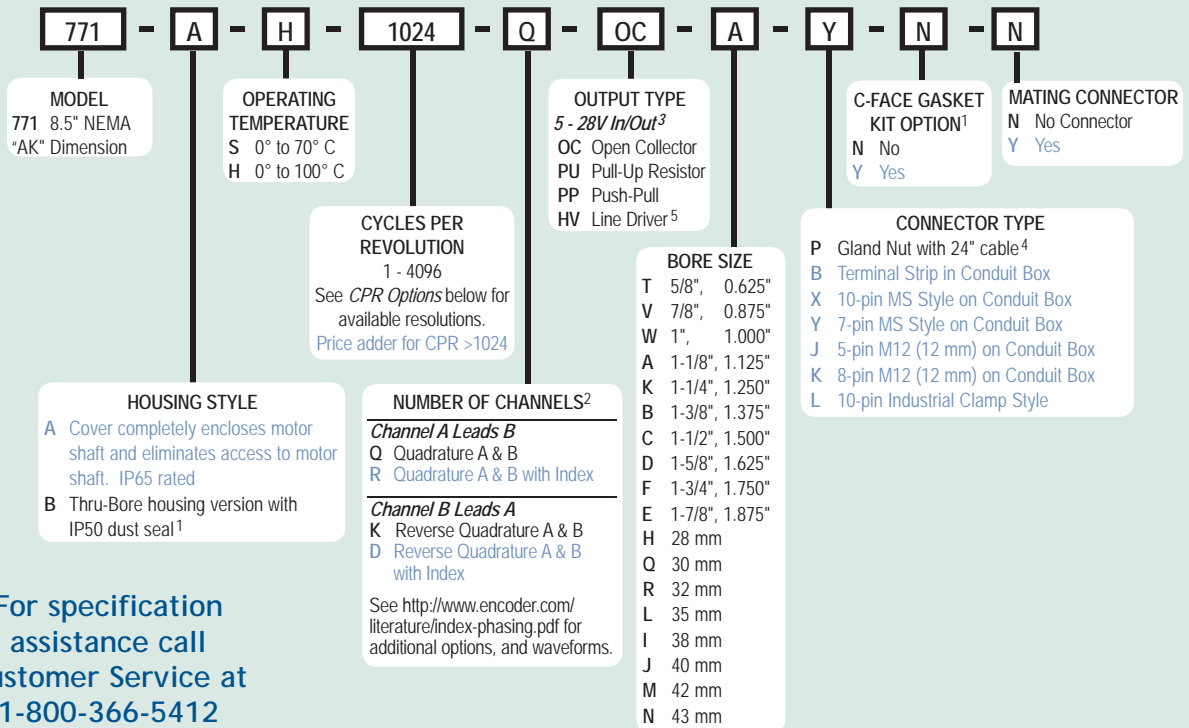 771 - A - H - 1024 - Q - OC - A - Y - N - N
MODEL
771 8.5" NEMA
"AK" Dimension
OPERATING
TEMPERATURE
S 0° to 70° C
H 0° to 100° C
OUTPUT TYPE
5 - 28V In/Out3
OC Open Collector
PU Pull-Up Resistor
PP Push-Pull
HV Line Driver 5
C-FACE GASKET
KIT OPTION1
N No
Y Yes
MATING CONNECTOR
N No Connector
Y Yes
CYCLES PER
REVOLUTION
1 - 4096
See CPR Options below for
available resolutions.
Price adder for CPR >1024
BORE SIZE
T 5/8", 0.625"
V 7/8", 0.875"
W 1", 1.000"
A 1-1/8", 1.125"
K 1-1/4", 1.250"
B 1-3/8", 1.375"
C 1-1/2", 1.500"
D 1-5/8", 1.625"
F 1-3/4", 1.750"
E 1-7/8", 1.875"
H 28 mm
Q 30 mm
R 32 mm
L 35 mm
I 38 mm
J 40 mm
M 42 mm
N 43 mm
CONNECTOR TYPE
P Gland Nut with 24" cable4
B Terminal Strip in Conduit Box
X 10-pin MS Style on Conduit Box
Y 7-pin MS Style on Conduit Box
J 5-pin M12 (12 mm) on Conduit Box
K 8-pin M12 (12 mm) on Conduit Box
L 10-pin Industrial Clamp Style
HOUSING STYLE
A Cover completely encloses motor
shaft and eliminates access to motor
shaft. IP65 rated
B Thru-Bore housing version with
IP50 dust seal1
NUMBER OF CHANNELS2
Channel A Leads B
Q Quadrature A & B
R Quadrature A & B with Index
Channel B Leads A
K Reverse Quadrature A & B
D Reverse Quadrature A & B
with Index
See http://www.encoder.com/
literature/index-phasing.pdf for
additional options, and waveforms.
For specification
assistance call
ustomer Service at
1-800-366-5412